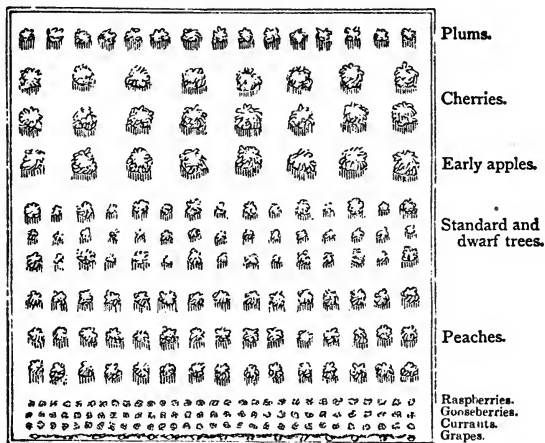 Plums.
Cherries.
Early apples.
Standard and
dwarf trees.
Peaches.
Raspberries.
Gooseberries.
Currants.
Grapes.